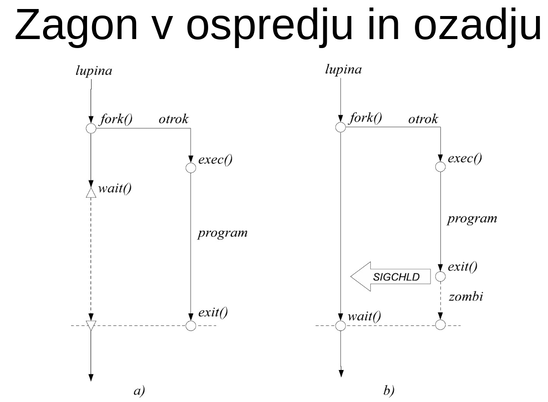 Zagon v ospredju in ozadju
lupina
fork()
otrok
exec()
wait()
program
exit()
a)
lupina
fork()
otrok
exec()
program
SIGCHLD
exit()
zombi
wait()
b)